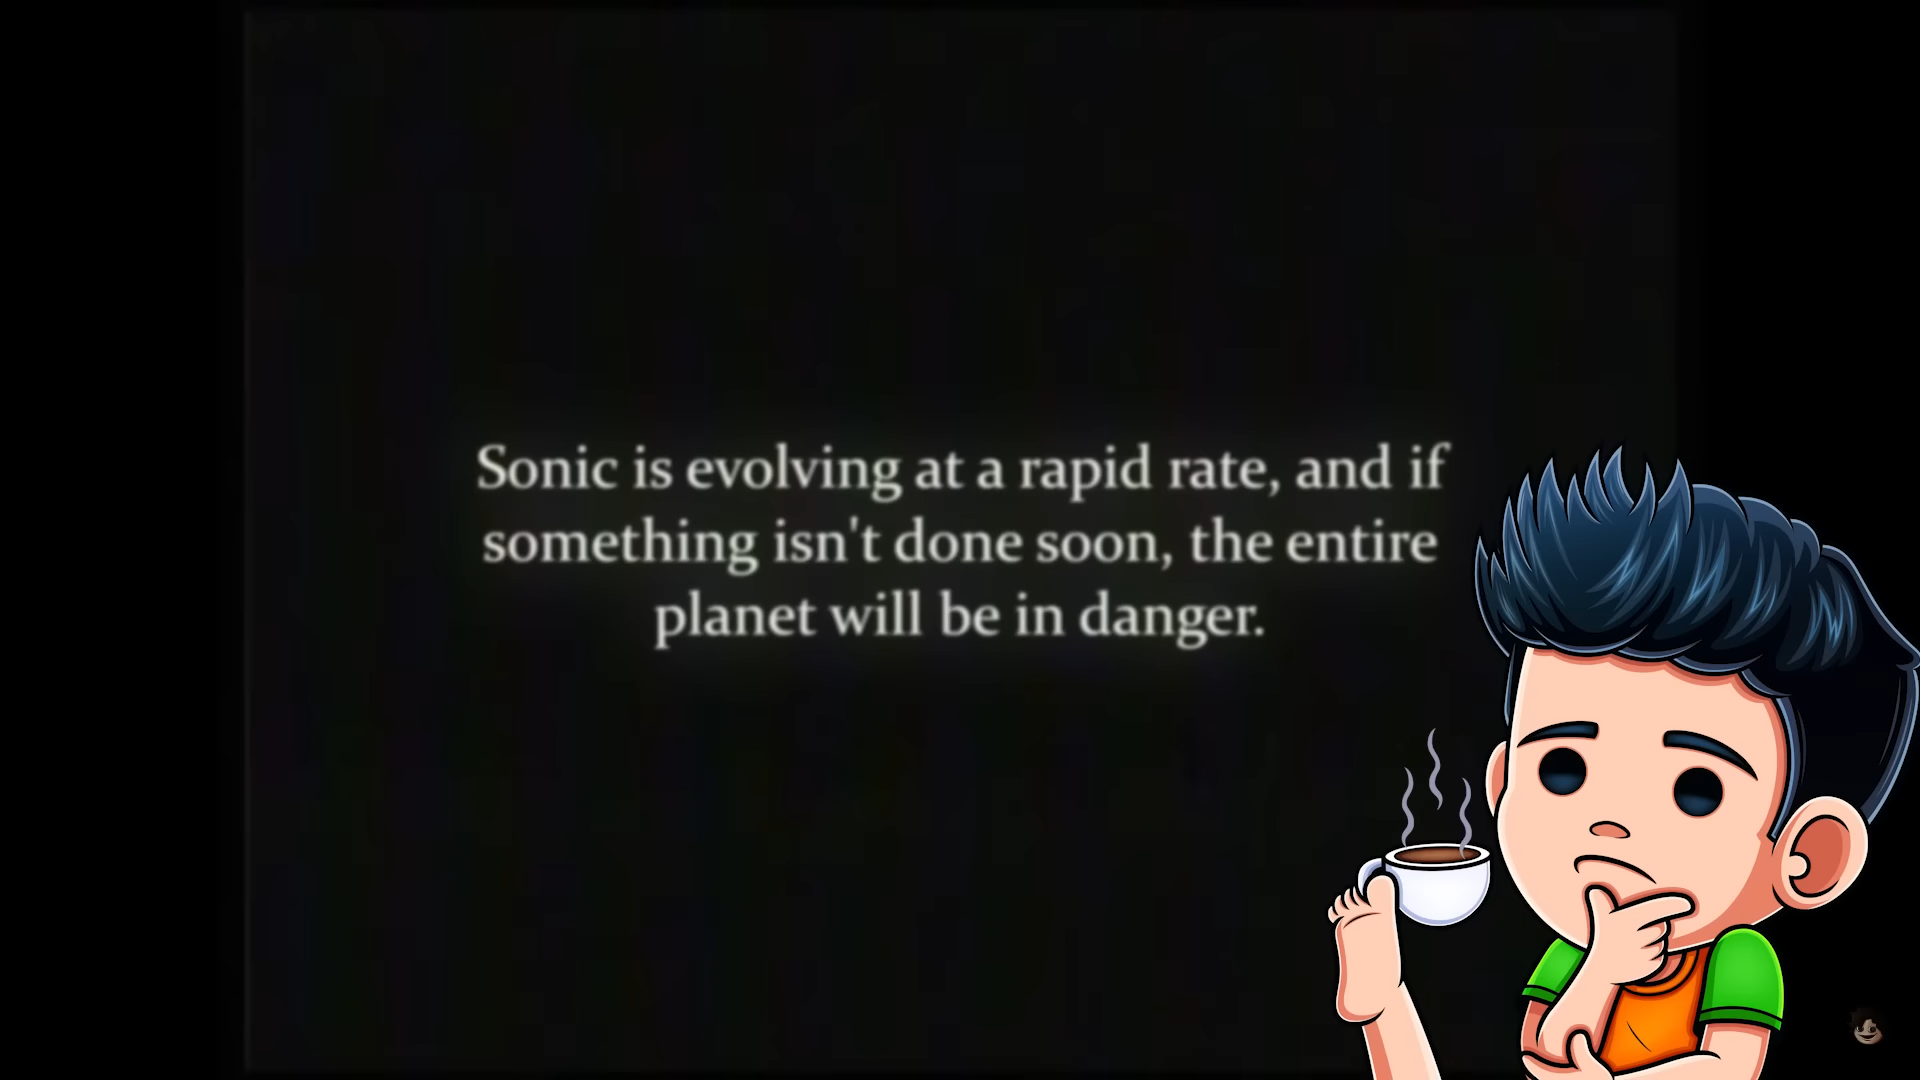 Sonic is evolving at a rapid rate, and if
something isn't done soon, the entire
planet will be in danger.